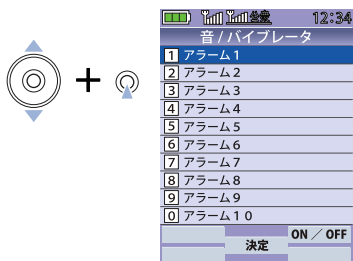 12:34
音/バイブレータ
1 アラーム1
2 アラーム2
3 アラーム3
4 アラーム4
5 アラーム5
6 アラーム6
7 アラーム7
8 アラーム8
9 アラーム9
0 アラーム10
ON／OFF
決定